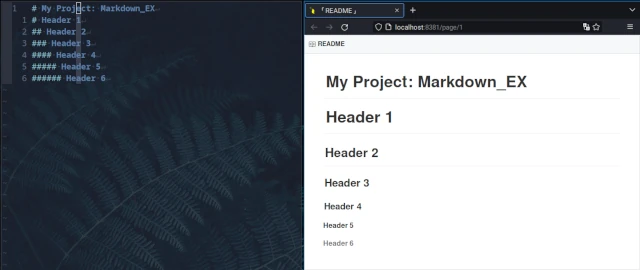 1 # My Project: Markdown_EX
1 # Header 1
2 ## Header 2
3 ### Header 3
4 #### Header 4
5 ##### Header 5
6 ###### Header 6
「README」
localhost:8381/page/1
README
My Project: Markdown_EX
Header 1
Header 2
Header 3
Header 4
Header 5
Header 6